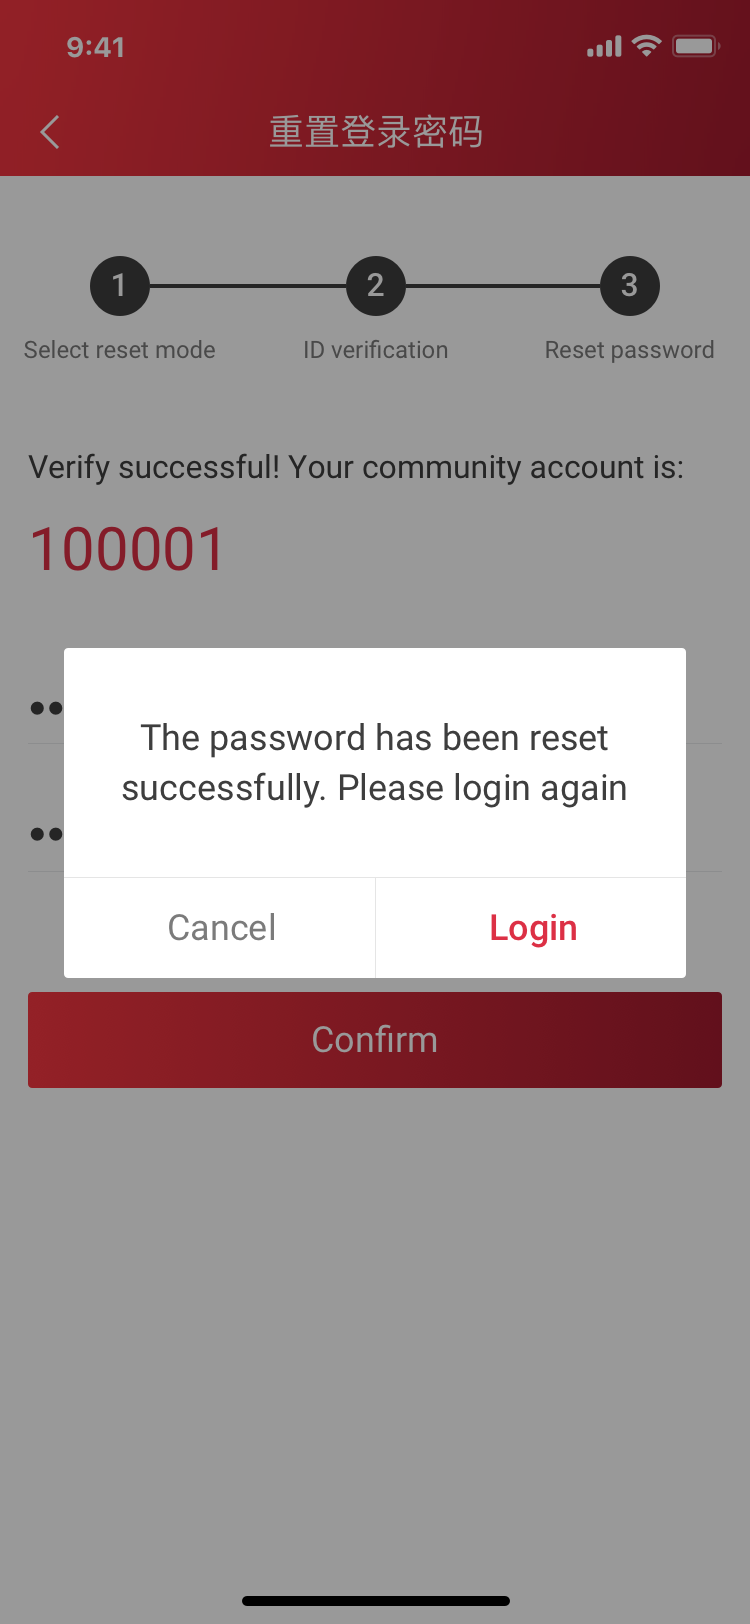 9:41
重置登录密码
1
2
3
Select reset mode
ID verification
Reset password
Verify successful! Your community account is:
100001
The password has been reset
successfully. Please login again
Cancel
Login
Confirm